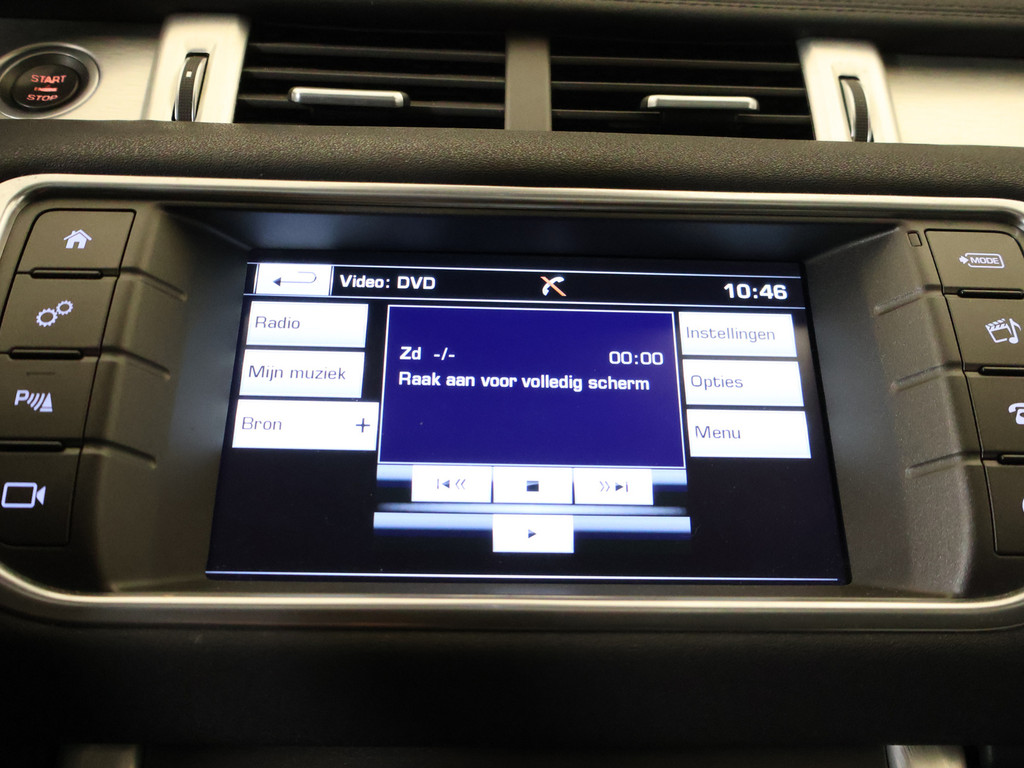 START
STOP
MODE
P
Video: DVD
10:46
Radio
Mijn muziek
Bron +
Zd -/-
00:00
Raak aan voor volledig scherm
Instellingen
Opties
Menu